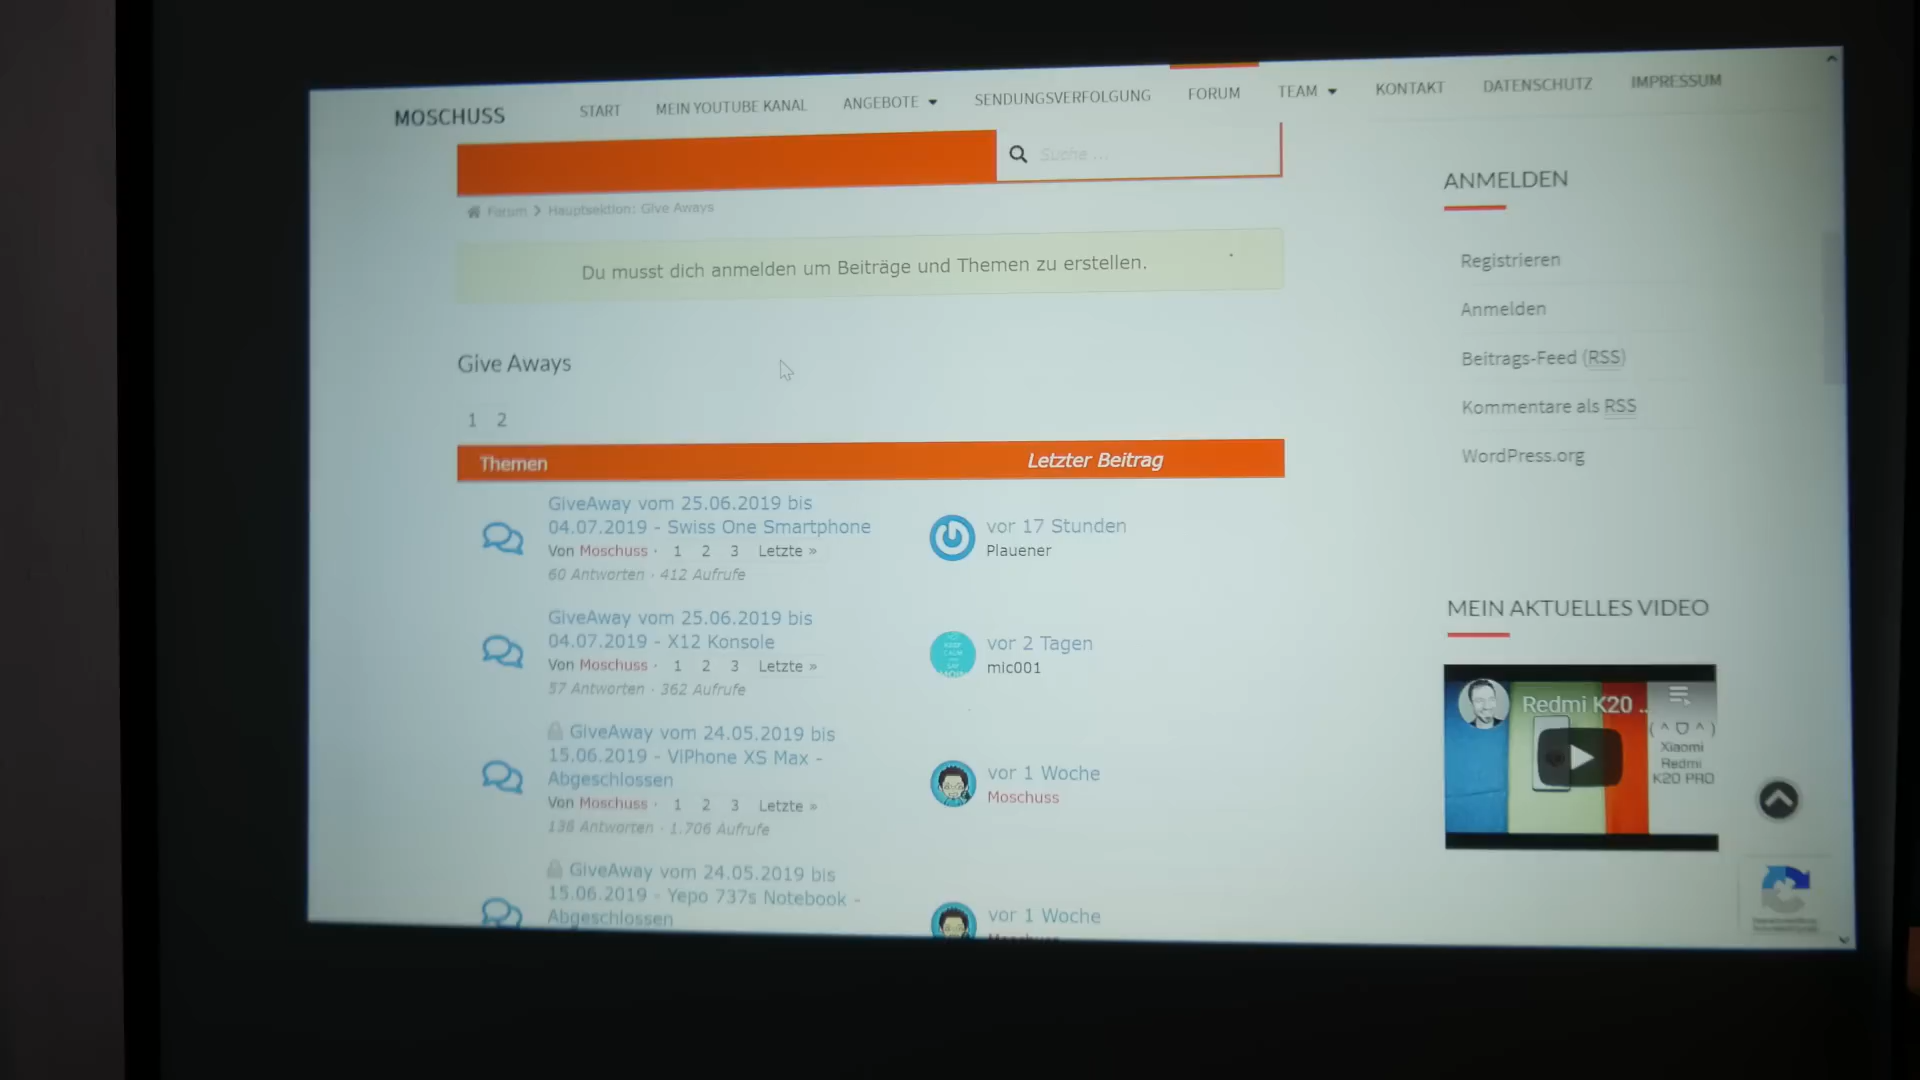 MOSCHUSS
START
MEIN YOUTUBE KANAL
ANGEBOTE
SENDUNGSVERFOLGUNG
FORUM
TEAM
KONTAKT
DATENSCHUTZ
IMPRESSUM
Suche ...
Forum > Hauptsektion: Give Aways
Du musst dich anmelden um Beiträge und Themen zu erstellen.
Give Aways
1 2
Themen
Letzter Beitrag
GiveAway vom 25.06.2019 bis
04.07.2019 - Swiss One Smartphone
Von Moschuss · 1 2 3 Letzte »
60 Antworten · 412 Aufrufe
vor 17 Stunden
Plauener
GiveAway vom 25.06.2019 bis
04.07.2019 - X12 Konsole
Von Moschuss · 1 2 3 Letzte »
57 Antworten · 362 Aufrufe
KEEP
CALM
vor 2 Tagen
mic001
GiveAway vom 24.05.2019 bis
15.06.2019 - ViPhone XS Max -
Abgeschlossen
Von Moschuss · 1 2 3 Letzte »
138 Antworten · 1.706 Aufrufe
vor 1 Woche
Moschuss
GiveAway vom 24.05.2019 bis
15.06.2019 - Yepo 737s Notebook -
Abgeschlossen
vor 1 Woche
Moschuss
ANMELDEN
Registrieren
Anmelden
Beitrags-Feed (RSS)
Kommentare als RSS
WordPress.org
MEIN AKTUELLES VIDEO
Redmi K20 ...
Xiaomi
Redmi
K20 PRO